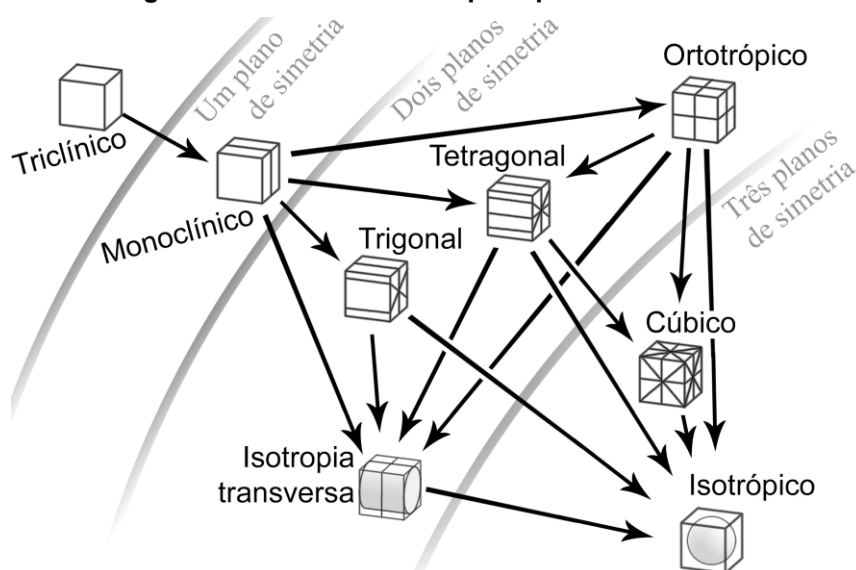 Um plano
de simetria
Dois planos
de simetria
Ortotrópico
Triclínico
Tetragonal
Três planos
de simetria
Monoclínico
Trigonal
Cúbico
Isotropia
transversa
Isotrópico